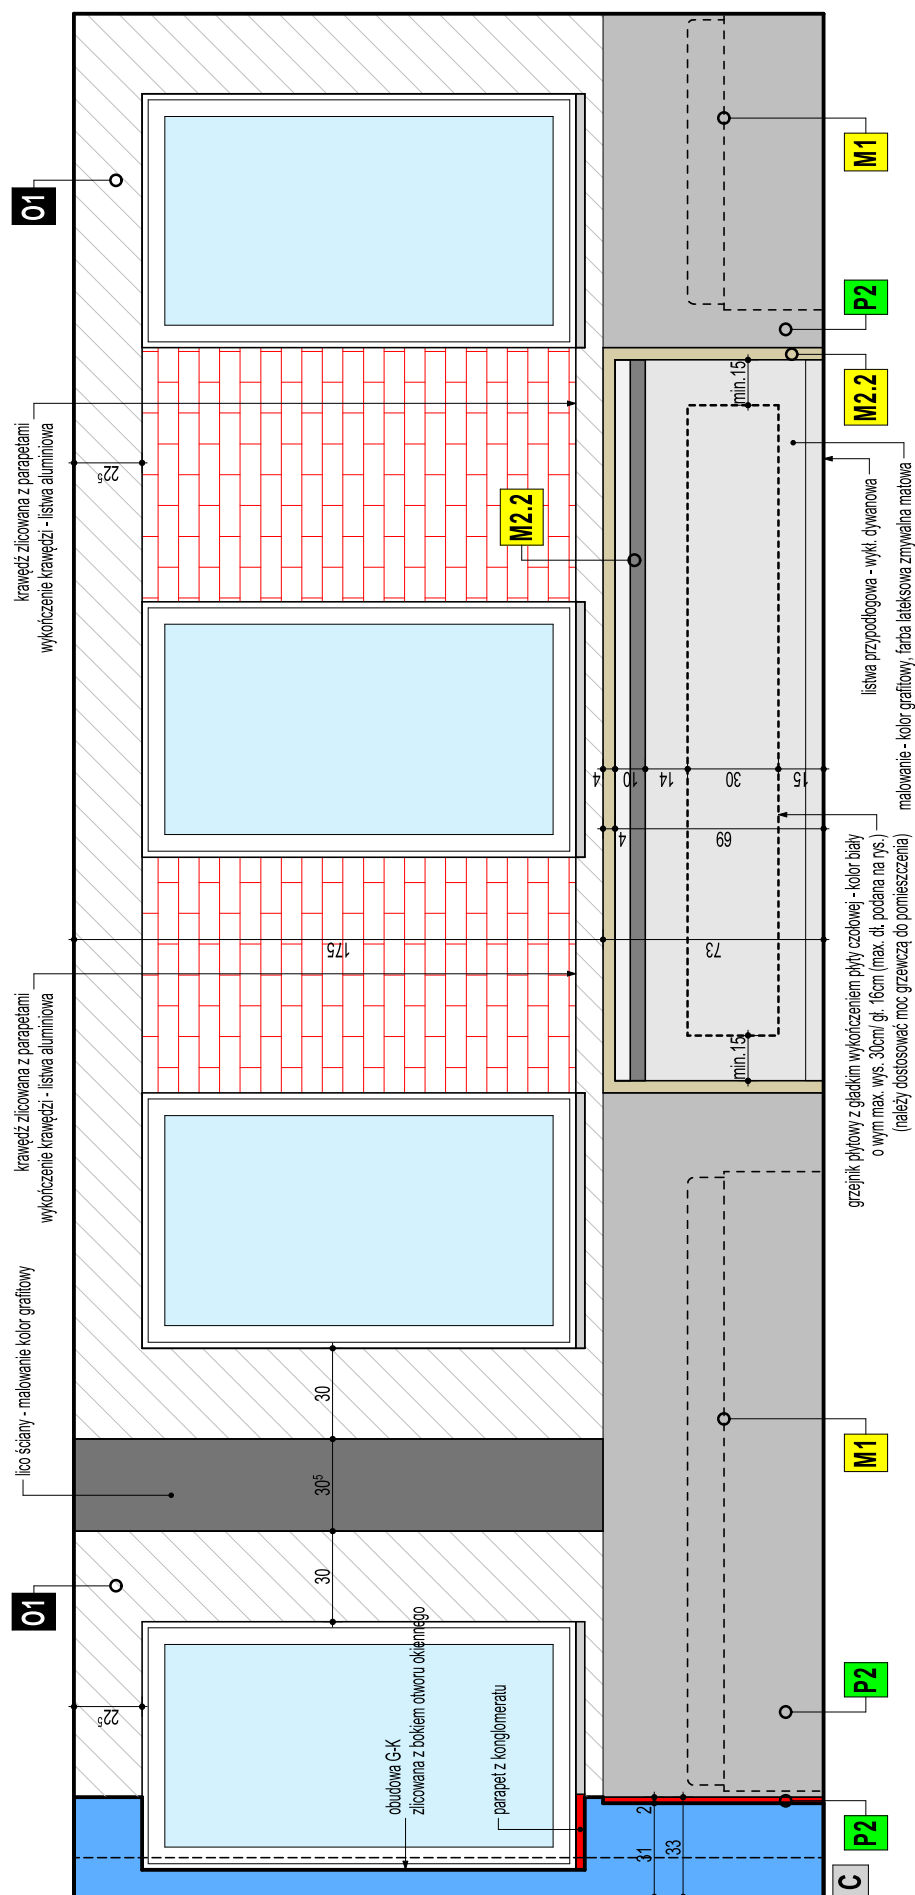 O1
O1
lico ściany - malowanie kolor grafitowy
krawędź zlicowana z parapetami
wykończenie krawędzi - listwa aluminiowa
krawędź zlicowana z parapetami
wykończenie krawędzi - listwa aluminiowa
22⁵
22⁵
30
30⁵
30
175
73
obudowa G-K
zlicowana z bokiem otworu okiennego
parapet z konglomeratu
M2.2
4
10
14
30
15
4
69
min.15
min.15
31
2
33
C
P2
P2
M1
M2.2
P2
M1
grzejnik płytowy z gładkim wykończeniem płyty czołowej - kolor biały
o wym max. wys. 30cm/ gł. 16cm (max. dł. podana na rys.)
(należy dostosować moc grzewczą do pomieszczenia)
listwa przypodłogowa - wykł. dywanowa
malowanie - kolor grafitowy, farba lateksowa zmywalna matowa